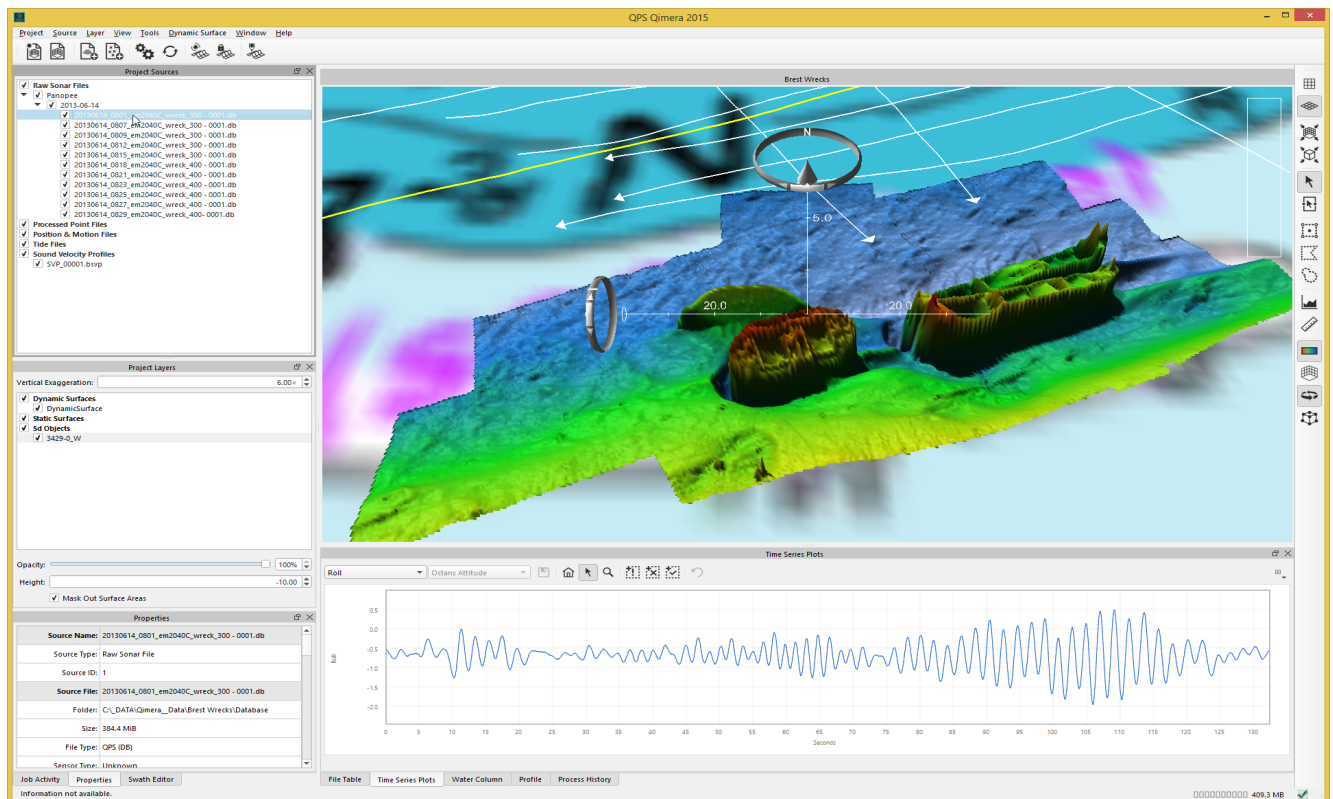 QPS Qimera 2015
Project Source Layer View Tools Dynamic Surface Window Help
Project Sources
Raw Sonar Files
Panopee
2013-06-14
20130614_0801_em2040C_wreck_300 - 0001.db
20130614_0807_em2040C_wreck_300 - 0001.db
20130614_0809_em2040C_wreck_300 - 0001.db
20130614_0812_em2040C_wreck_300 - 0001.db
20130614_0815_em2040C_wreck_300 - 0001.db
20130614_0818_em2040C_wreck_400 - 0001.db
20130614_0821_em2040C_wreck_400 - 0001.db
20130614_0823_em2040C_wreck_400 - 0001.db
20130614_0825_em2040C_wreck_400 - 0001.db
20130614_0827_em2040C_wreck_400 - 0001.db
20130614_0829_em2040C_wreck_400- 0001.db
Processed Point Files
Position & Motion Files
Tide Files
Sound Velocity Profiles
SVP_00001.bsvp
Project Layers
Vertical Exaggeration: 6.00×
Dynamic Surfaces
DynamicSurface
Static Surfaces
Sd Objects
3429-0_W
Opacity: 100%
Height: -10.00
Mask Out Surface Areas
Properties
Source Name: 20130614_0801_em2040C_wreck_300 - 0001.db
Source Type: Raw Sonar File
Source ID: 1
Source File: 20130614_0801_em2040C_wreck_300 - 0001.db
Folder: C:\_DATA\Qimera__Data\Brest Wrecks\Database
Size: 384.4 MiB
File Type: QPS (DB)
Sensor Type: Unknown
Job Activity Properties Swath Editor
Information not available.
Brest Wrecks
N
5.0
20.0
-20.0
Time Series Plots
Roll Octans Attitude
0.5
0.0
-0.5
-1.0
-1.5
-2.0
Roll
0 5 10 15 20 25 30 35 40 45 50 55 60 65 70 75 80 85 90 95 100 105 110 115 120 125 130
Seconds
File Table Time Series Plots Water Column Profile Process History
409.3 MB